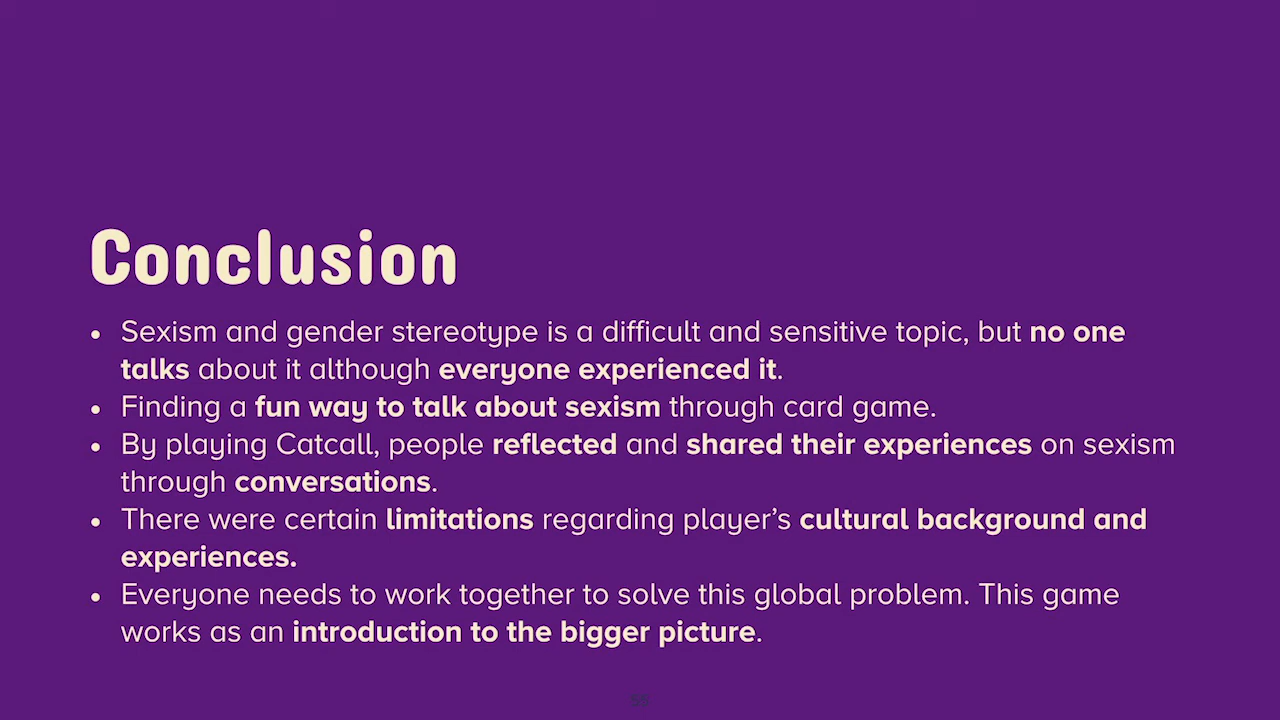 Conclusion
• Sexism and gender stereotype is a difficult and sensitive topic, but no one
talks about it although everyone experienced it.
• Finding a fun way to talk about sexism through card game.
• By playing Catcall, people reflected and shared their experiences on sexism
through conversations.
• There were certain limitations regarding player’s cultural background and
experiences.
• Everyone needs to work together to solve this global problem. This game
works as an introduction to the bigger picture.